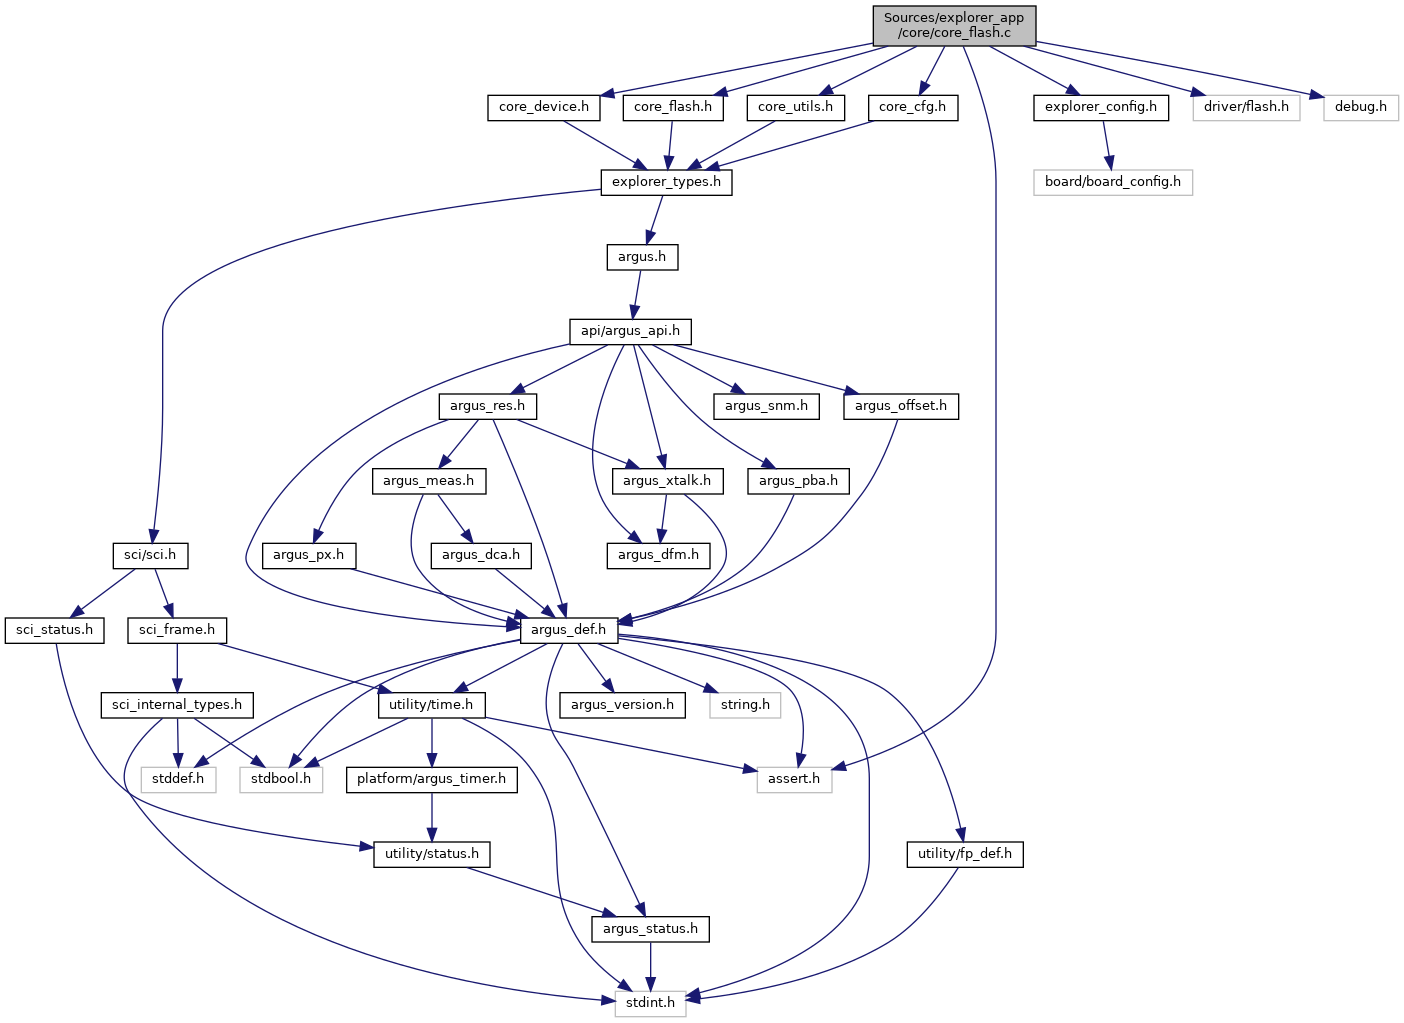 Sources/explorer_app
/core/core_flash.c
core_device.h
core_flash.h
core_utils.h
core_cfg.h
explorer_config.h
driver/flash.h
debug.h
explorer_types.h
board/board_config.h
argus.h
api/argus_api.h
argus_res.h
argus_snm.h
argus_offset.h
argus_meas.h
argus_xtalk.h
argus_pba.h
sci/sci.h
argus_px.h
argus_dca.h
argus_dfm.h
sci_status.h
sci_frame.h
argus_def.h
sci_internal_types.h
utility/time.h
argus_version.h
string.h
stddef.h
stdbool.h
platform/argus_timer.h
assert.h
utility/status.h
utility/fp_def.h
argus_status.h
stdint.h